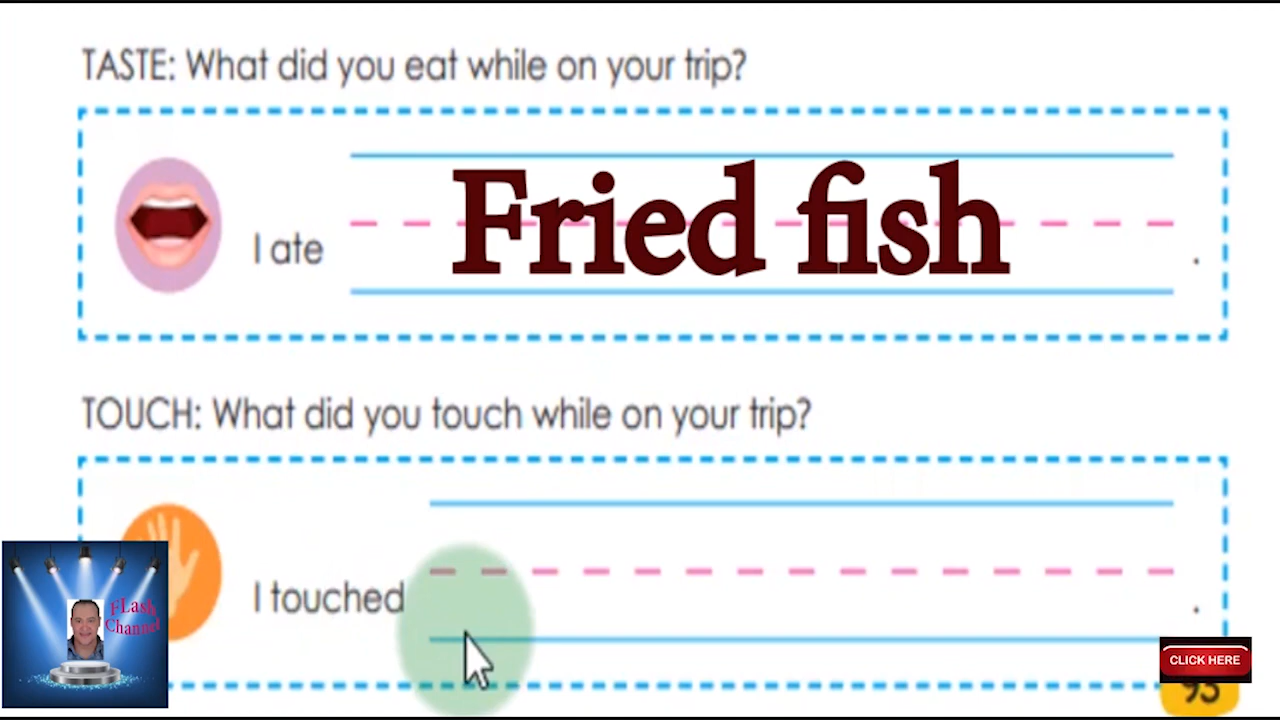 TASTE: What did you eat while on your trip?
I ate Fried fish .
TOUCH: What did you touch while on your trip?
I touched .
FLash
Channel
CLICK HERE